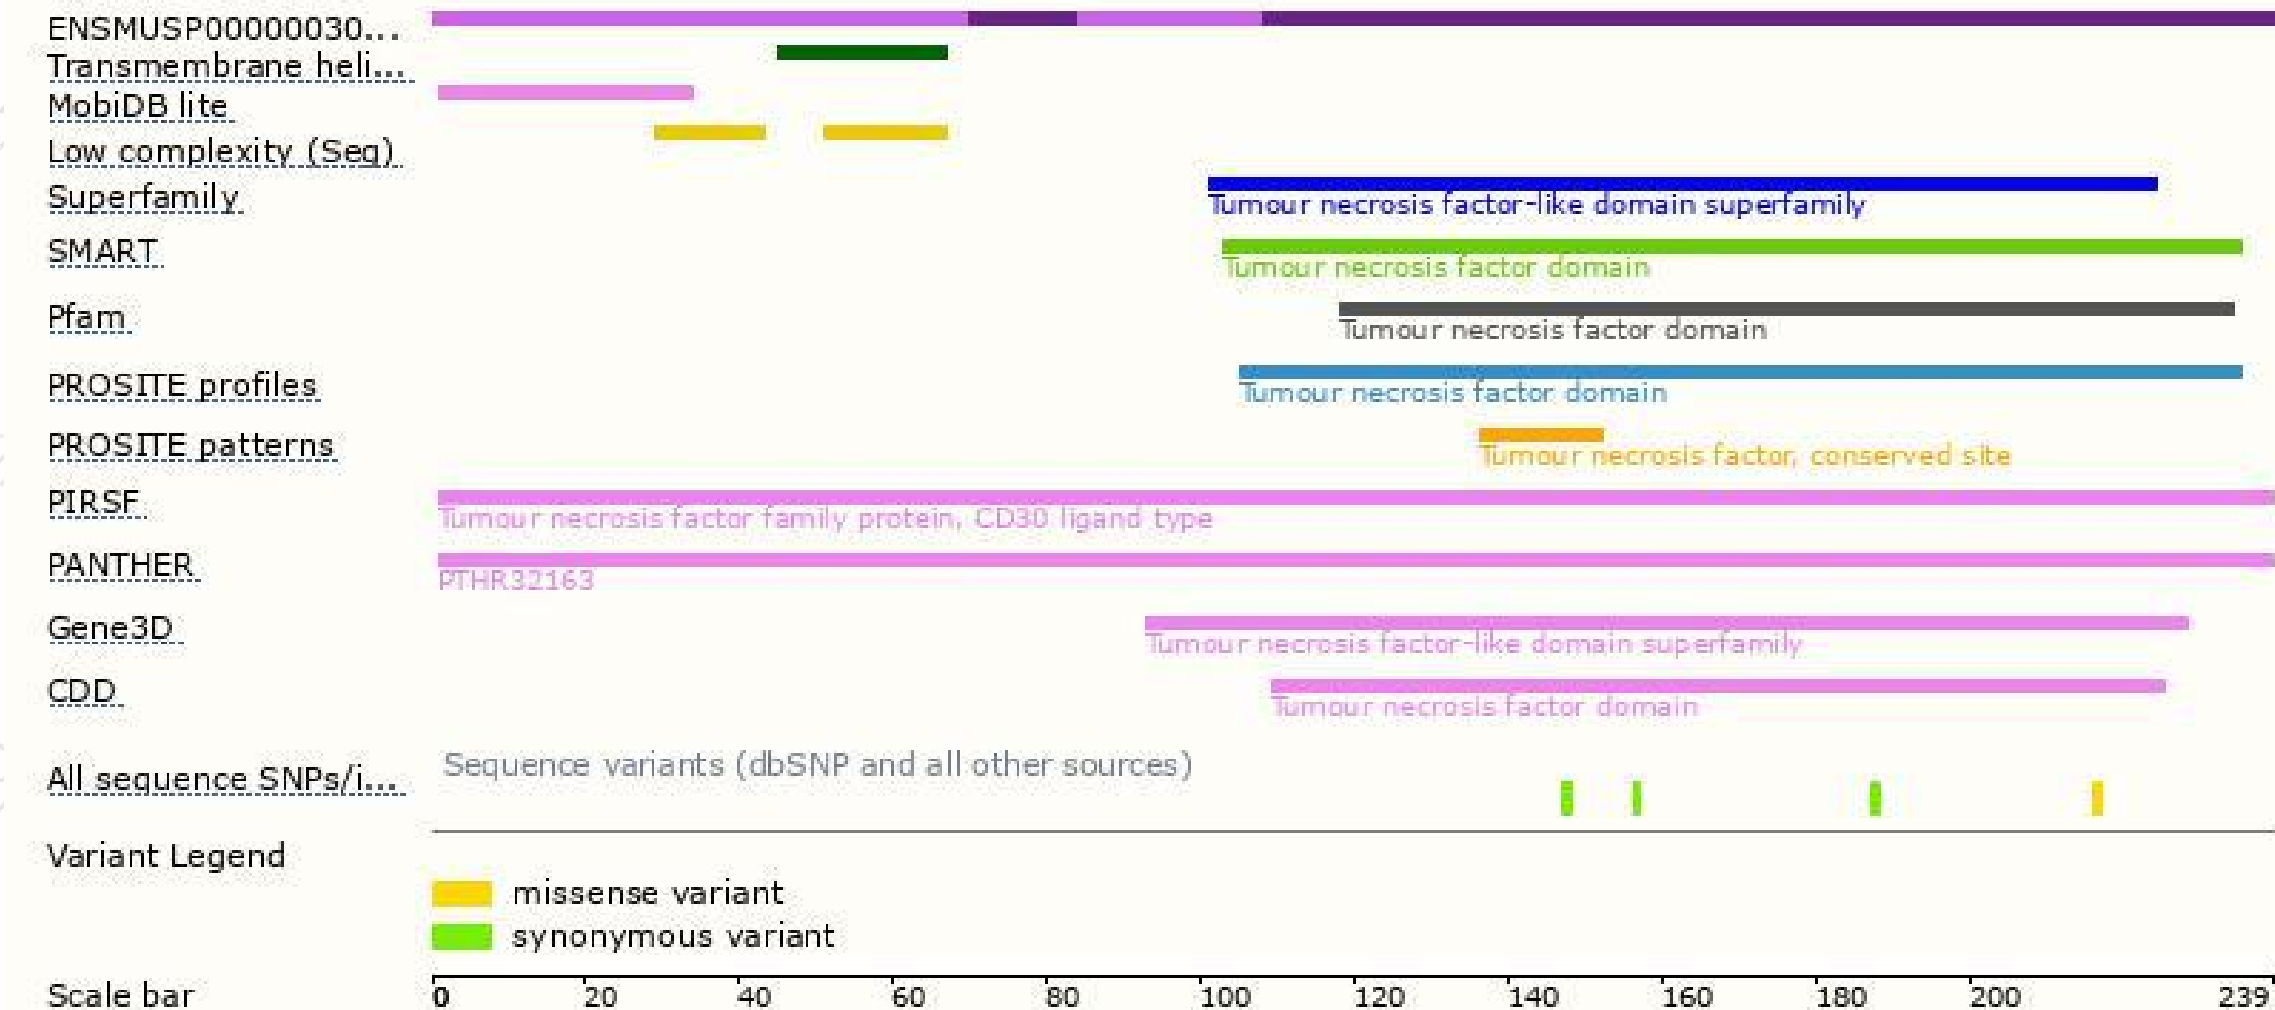 ENSMUSP00000030...
Transmembrane heli...
MobiDB lite
Low complexity (Seg)
Superfamily
Tumour necrosis factor-like domain superfamily
SMART
Tumour necrosis factor domain
Pfam
Tumour necrosis factor domain
PROSITE profiles
Tumour necrosis factor domain
PROSITE patterns
Tumour necrosis factor, conserved site
PIRSF
Tumour necrosis factor family protein, CD30 ligand type
PANTHER
PTHR32163
Gene3D
Tumour necrosis factor-like domain superfamily
CDD
Tumour necrosis factor domain
Sequence variants (dbSNP and all other sources)
All sequence SNPs/i...
Variant Legend
missense variant
synonymous variant
Scale bar 0 20 40 60 80 100 120 140 160 180 200 239